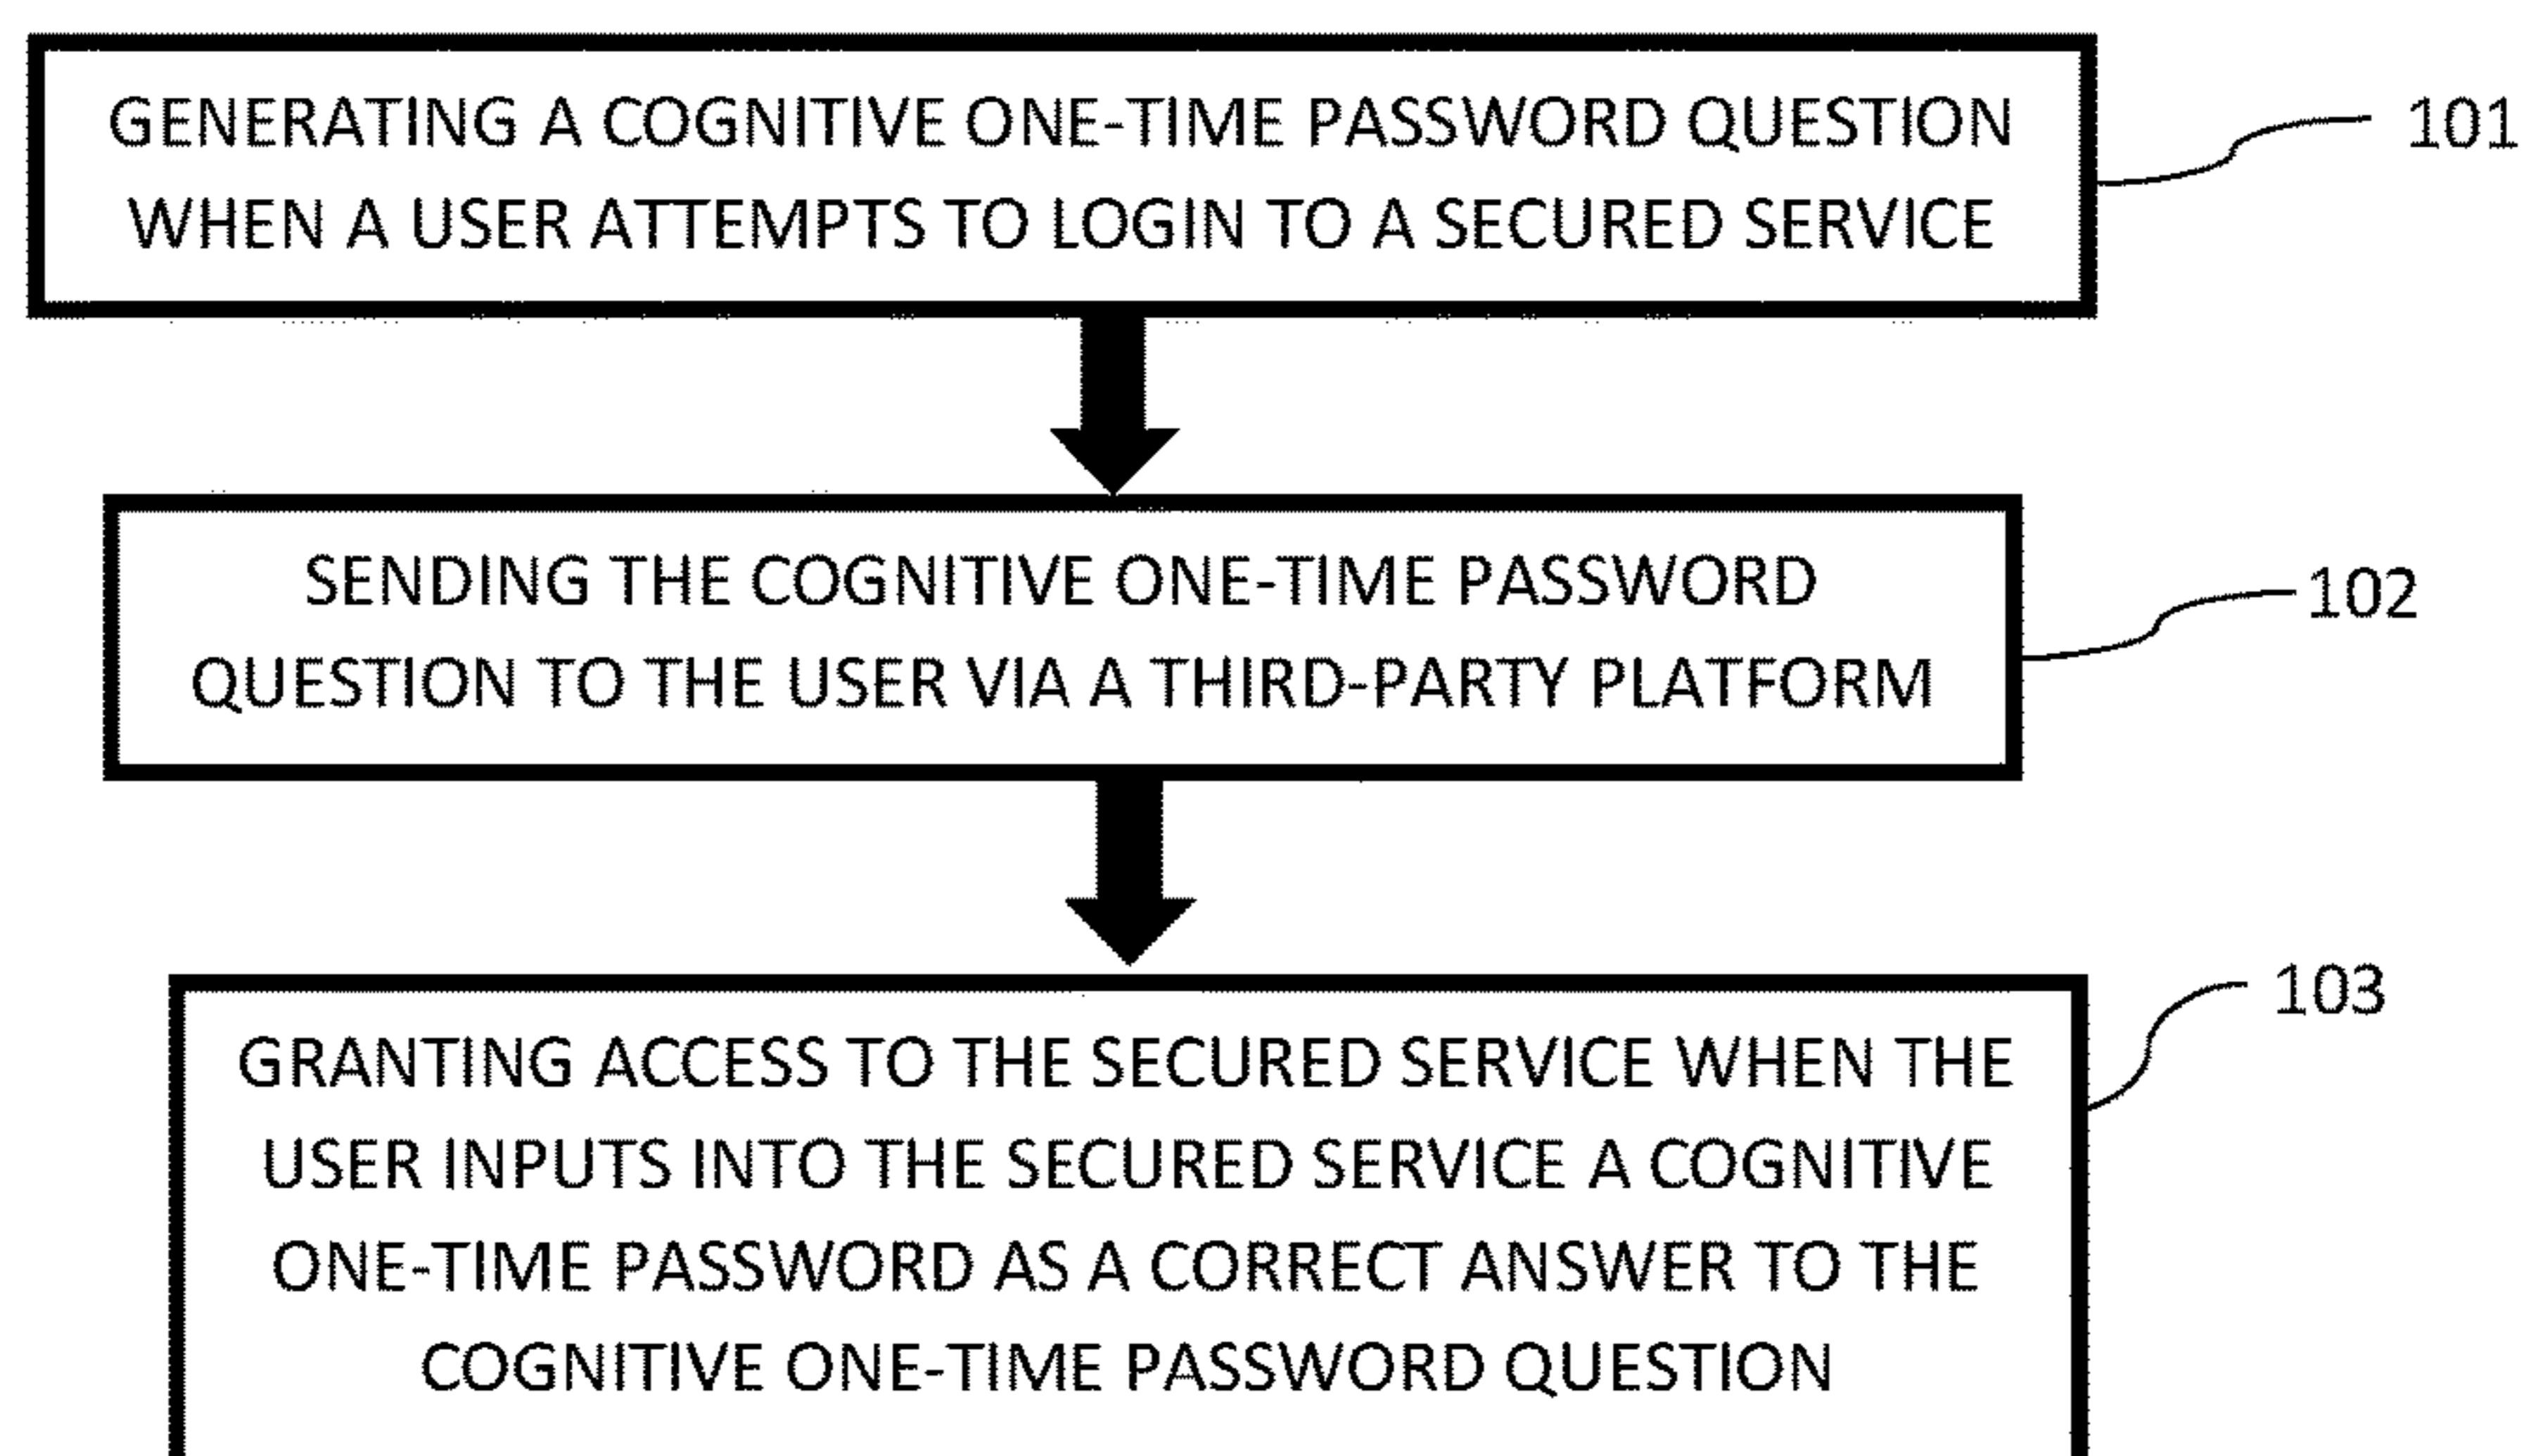 GENERATING A COGNITIVE ONE-TIME PASSWORD QUESTION
WHEN A USER ATTEMPTS TO LOGIN TO A SECURED SERVICE
101
SENDING THE COGNITIVE ONE-TIME PASSWORD
QUESTION TO THE USER VIA A THIRD-PARTY PLATFORM
102
GRANTING ACCESS TO THE SECURED SERVICE WHEN THE
USER INPUTS INTO THE SECURED SERVICE A COGNITIVE
ONE-TIME PASSWORD AS A CORRECT ANSWER TO THE
COGNITIVE ONE-TIME PASSWORD QUESTION
103